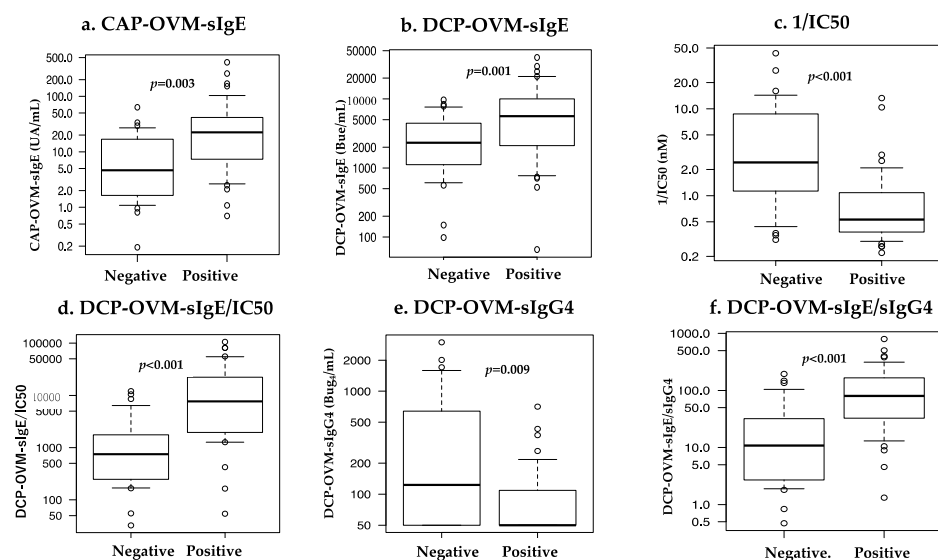 a. CAP-OVM-sIgE
CAP-OVM-sIgE (UA/mL)
500.0
200.0
100.0
50.0
20.0
10.0
5.0
2.0
1.0
0.5
0.2
p=0.003
Negative Positive
b. DCP-OVM-sIgE
DCP-OVM-sIgE (Bue/mL)
50000
20000
10000
5000
2000
1000
500
200
100
p=0.001
Negative Positive
c. 1/IC50
1/IC50 (nM)
50.0
20.0
10.0
5.0
2.0
1.0
0.5
0.2
p<0.001
Negative Positive
d. DCP-OVM-sIgE/IC50
DCP-OVM-sIgE/IC50
100000
50000
10000
5000
1000
500
100
50
p<0.001
Negative Positive
e. DCP-OVM-sIgG4
DCP-OVM-sIgG4 (Bug4/mL)
2000
500
200
100
50
p=0.009
Negative Positive
f. DCP-OVM-sIgE/sIgG4
DCP-OVM-sIgE/sIgG4
1000.0
500.0
100.0
50.0
10.0
5.0
1.0
0.5
p<0.001
Negative. Positive